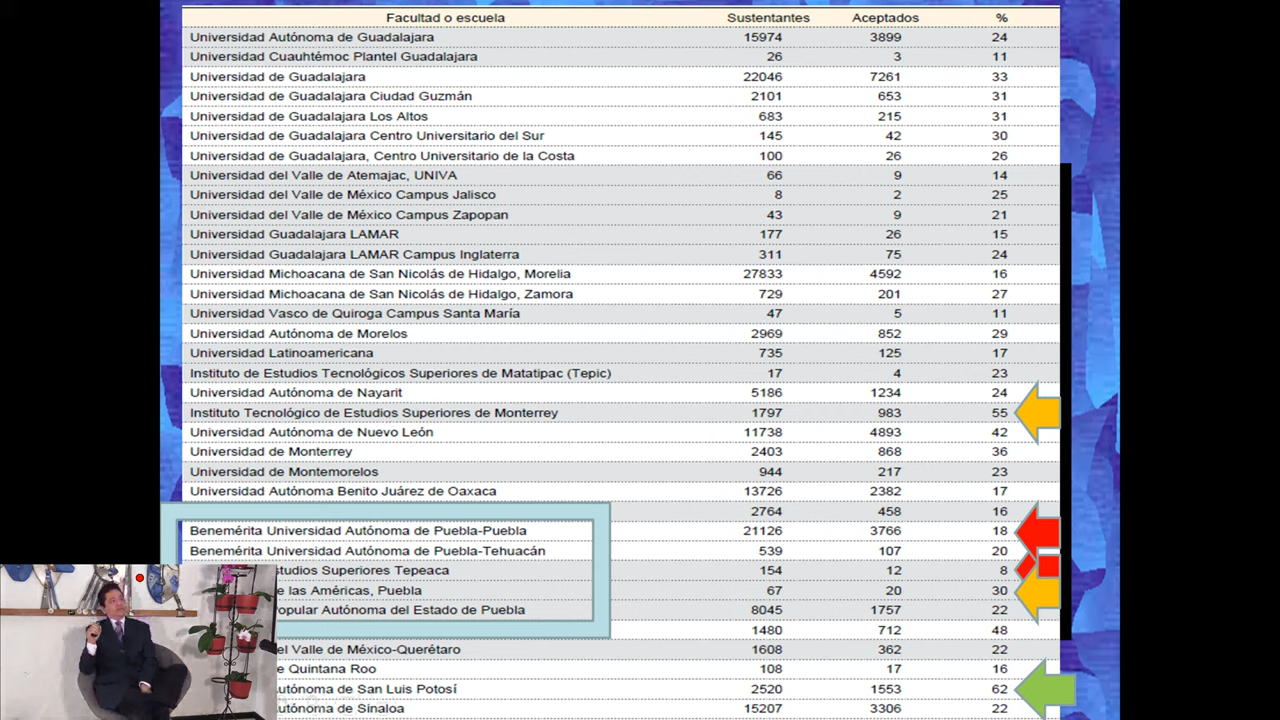 Facultad o escuela Sustentantes Aceptados %
Universidad Autónoma de Guadalajara 15974 3899 24
Universidad Cuauhtémoc Plantel Guadalajara 26 3 11
Universidad de Guadalajara 22046 7261 33
Universidad de Guadalajara Ciudad Guzmán 2101 653 31
Universidad de Guadalajara Los Altos 683 215 31
Universidad de Guadalajara Centro Universitario del Sur 145 42 30
Universidad de Guadalajara, Centro Universitario de la Costa 100 26 26
Universidad del Valle de Atemajac, UNIVA 66 9 14
Universidad del Valle de México Campus Jalisco 8 2 25
Universidad del Valle de México Campus Zapopan 43 9 21
Universidad Guadalajara LAMAR 177 26 15
Universidad Guadalajara LAMAR Campus Inglaterra 311 75 24
Universidad Michoacana de San Nicolás de Hidalgo, Morelia 27833 4592 16
Universidad Michoacana de San Nicolás de Hidalgo, Zamora 729 201 27
Universidad Vasco de Quiroga Campus Santa María 47 5 11
Universidad Autónoma de Morelos 2969 852 29
Universidad Latinoamericana 735 125 17
Instituto de Estudios Tecnológicos Superiores de Matatipac (Tepic) 17 4 23
Universidad Autónoma de Nayarit 5186 1234 24
Instituto Tecnológico de Estudios Superiores de Monterrey 1797 983 55
Universidad Autónoma de Nuevo León 11738 4893 42
Universidad de Monterrey 2403 868 36
Universidad de Montemorelos 944 217 23
Universidad Autónoma Benito Juárez de Oaxaca 13726 2382 17
2764 458 16
Benemérita Universidad Autónoma de Puebla-Puebla 21126 3766 18
Benemérita Universidad Autónoma de Puebla-Tehuacán 539 107 20
studios Superiores Tepeaca 154 12 8
e las Américas, Puebla 67 20 30
opular Autónoma del Estado de Puebla 8045 1757 22
1480 712 48
el Valle de México-Querétaro 1608 362 22
e Quintana Roo 108 17 16
utónoma de San Luis Potosí 2520 1553 62
utónoma de Sinaloa 15207 3306 22